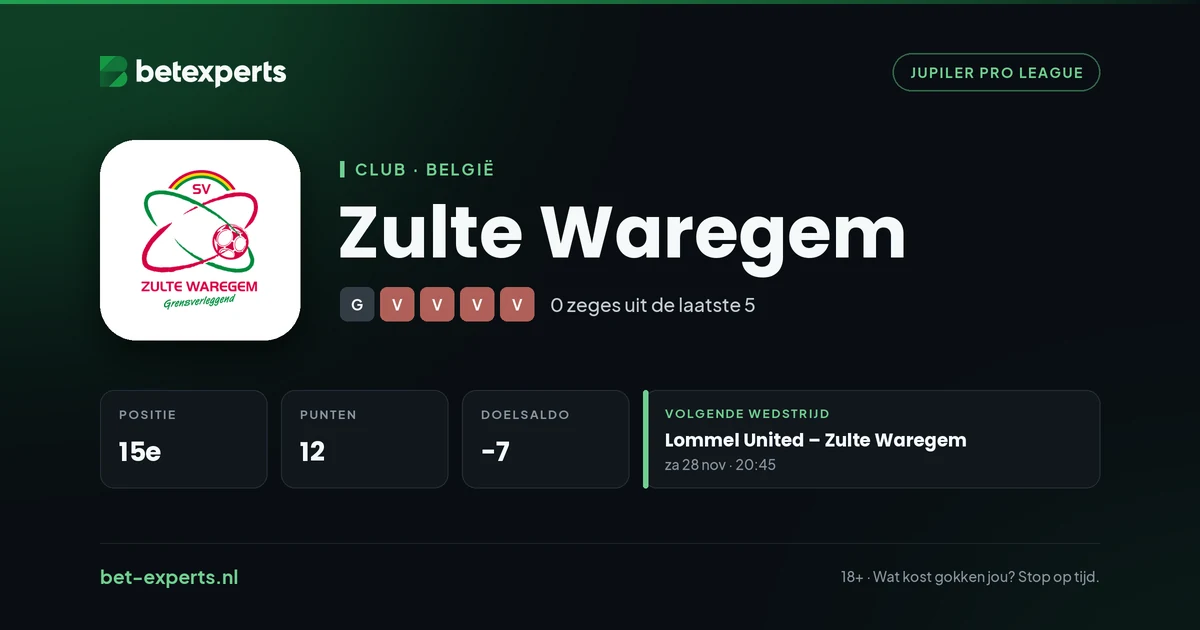 betexperts
JUPILER PRO LEAGUE
SV
ZULTE WAREGEM
Grensverleggend
CLUB · BELGIË
Zulte Waregem
G V V V V 0 zeges uit de laatste 5
POSITIE
15e
PUNTEN
12
DOELSALDO
-7
VOLGENDE WEDSTRIJD
Lommel United – Zulte Waregem
za 28 nov · 20:45
bet-experts.nl
18+ · Wat kost gokken jou? Stop op tijd.